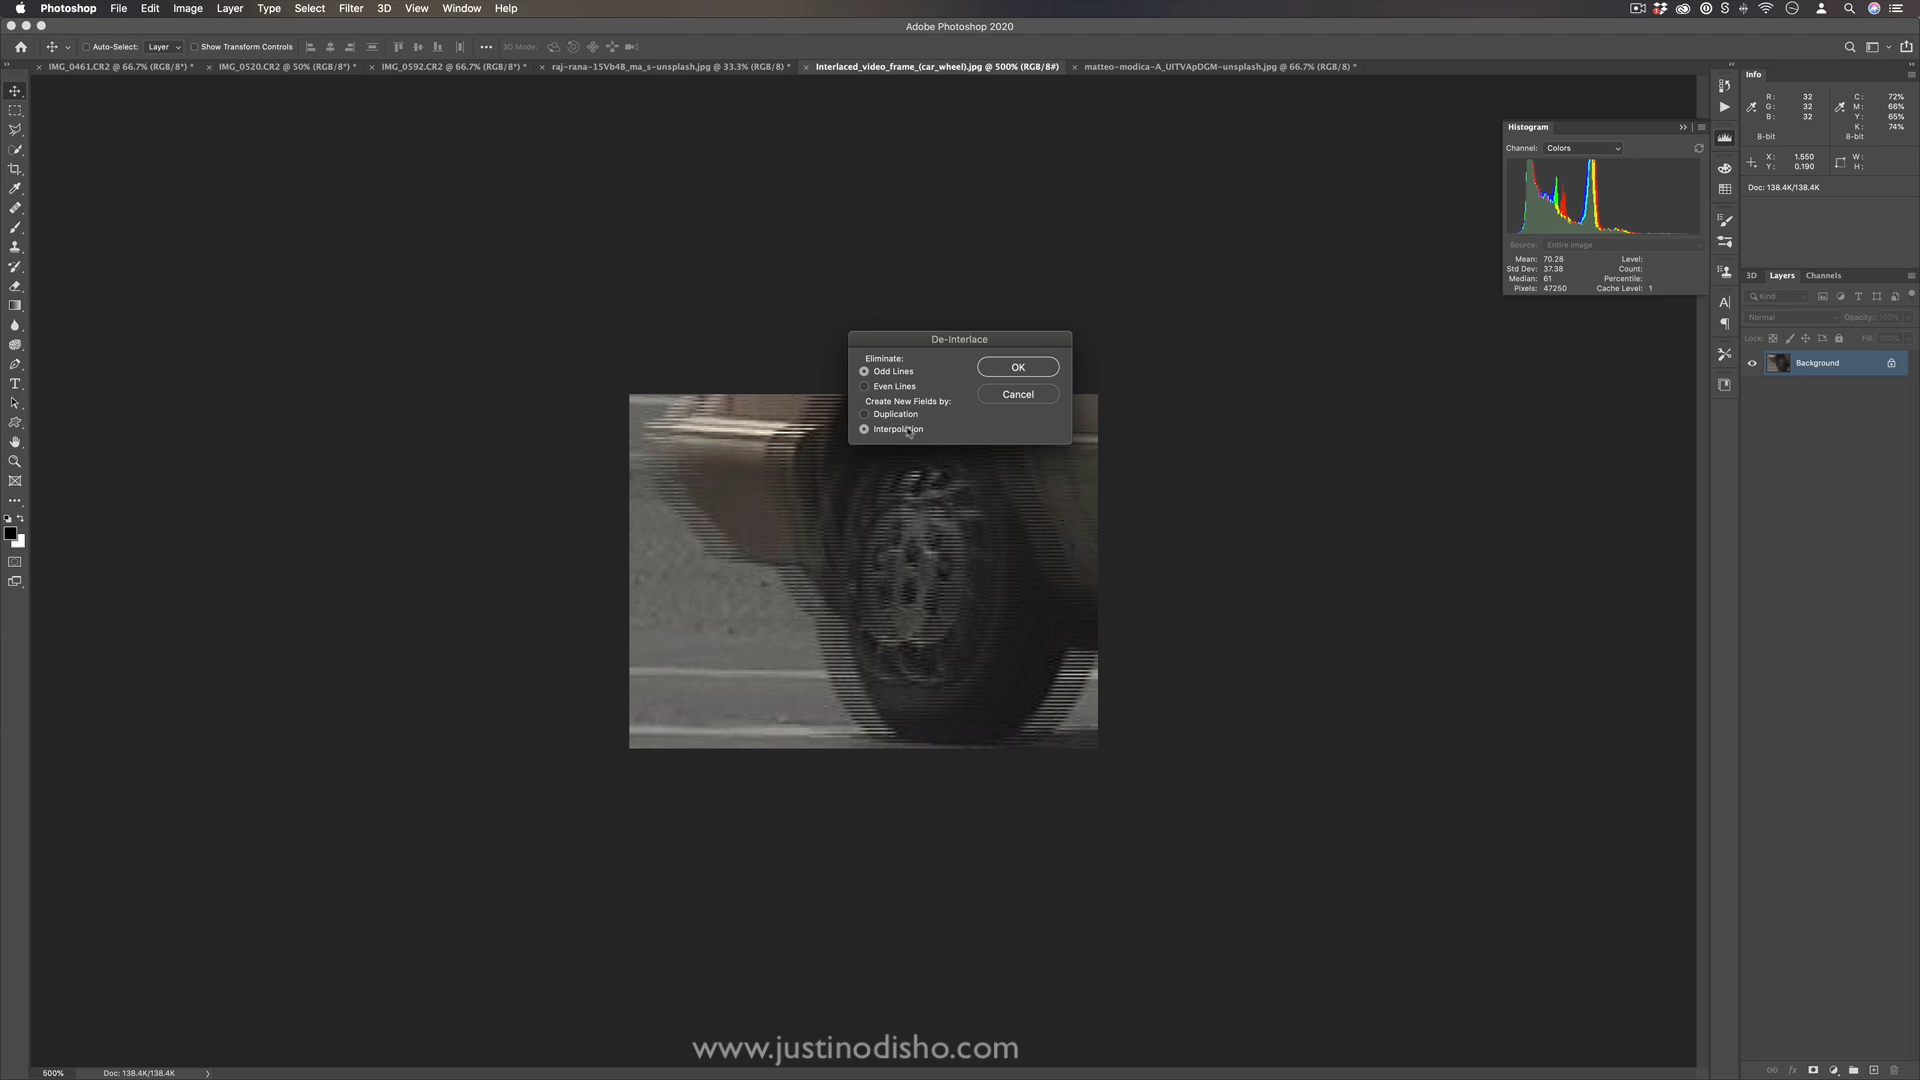 Photoshop File Edit Image Layer Type Select Filter 3D View Window Help
Adobe Photoshop 2020
Auto-Select: Layer Show Transform Controls 3D Mode:
IMG_0461.CR2 @ 66.7% (RGB/8*) * IMG_0520.CR2 @ 50% (RGB/8*) * IMG_0592.CR2 @ 66.7% (RGB/8*) * raj-rana-15Vb4B_ma_s-unsplash.jpg @ 33.3% (RGB/8) * Interlaced_video_frame_(car_wheel).jpg @ 500% (RGB/8#) matteo-modica-A_UITVApDGM-unsplash.jpg @ 66.7% (RGB/8) *
Info
R: 32 C: 72%
G: 32 M: 66%
B: 32 Y: 65%
K: 74%
8-bit 8-bit
X: 1.550 W:
Y: 0.190 H:
Doc: 138.4K/138.4K
Histogram
Channel: Colors
Source: Entire Image
Mean: 70.28 Level:
Std Dev: 37.38 Count:
Median: 61 Percentile:
Pixels: 47250 Cache Level: 1
3D Layers Channels
Kind
Normal Opacity: 100%
Lock: Fill: 100%
Background
De-Interlace
Eliminate:
Odd Lines
Even Lines
Create New Fields by:
Duplication
Interpolation
OK
Cancel
www.justinodisho.com
500% Doc: 138.4K/138.4K